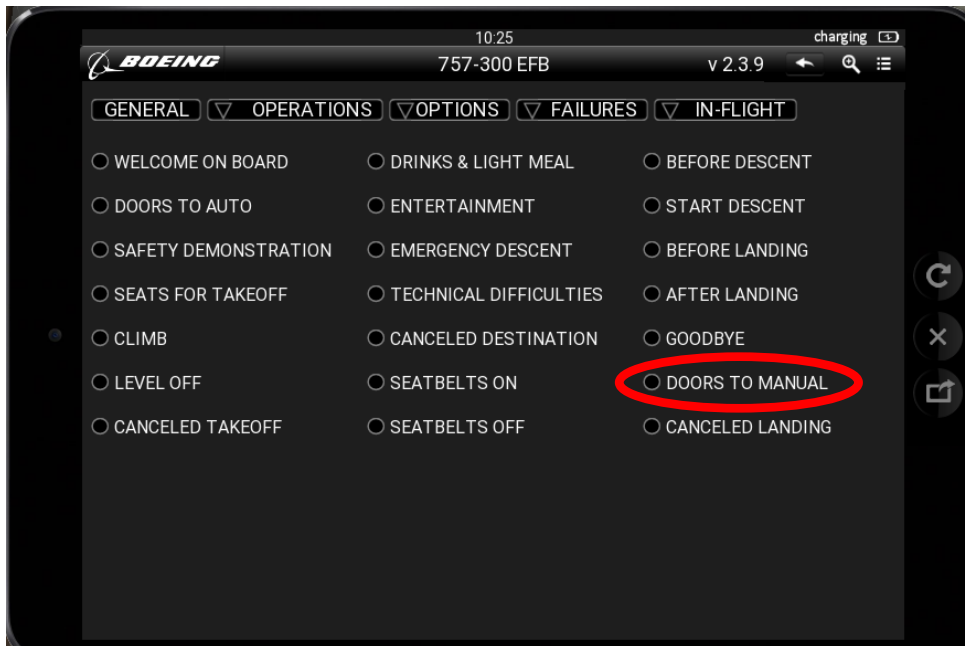 10:25 charging
BOEING 757-300 EFB v 2.3.9
GENERAL OPERATIONS OPTIONS FAILURES IN-FLIGHT
WELCOME ON BOARD DRINKS & LIGHT MEAL BEFORE DESCENT
DOORS TO AUTO ENTERTAINMENT START DESCENT
SAFETY DEMONSTRATION EMERGENCY DESCENT BEFORE LANDING
SEATS FOR TAKEOFF TECHNICAL DIFFICULTIES AFTER LANDING
CLIMB CANCELED DESTINATION GOODBYE
LEVEL OFF SEATBELTS ON DOORS TO MANUAL
CANCELED TAKEOFF SEATBELTS OFF CANCELED LANDING